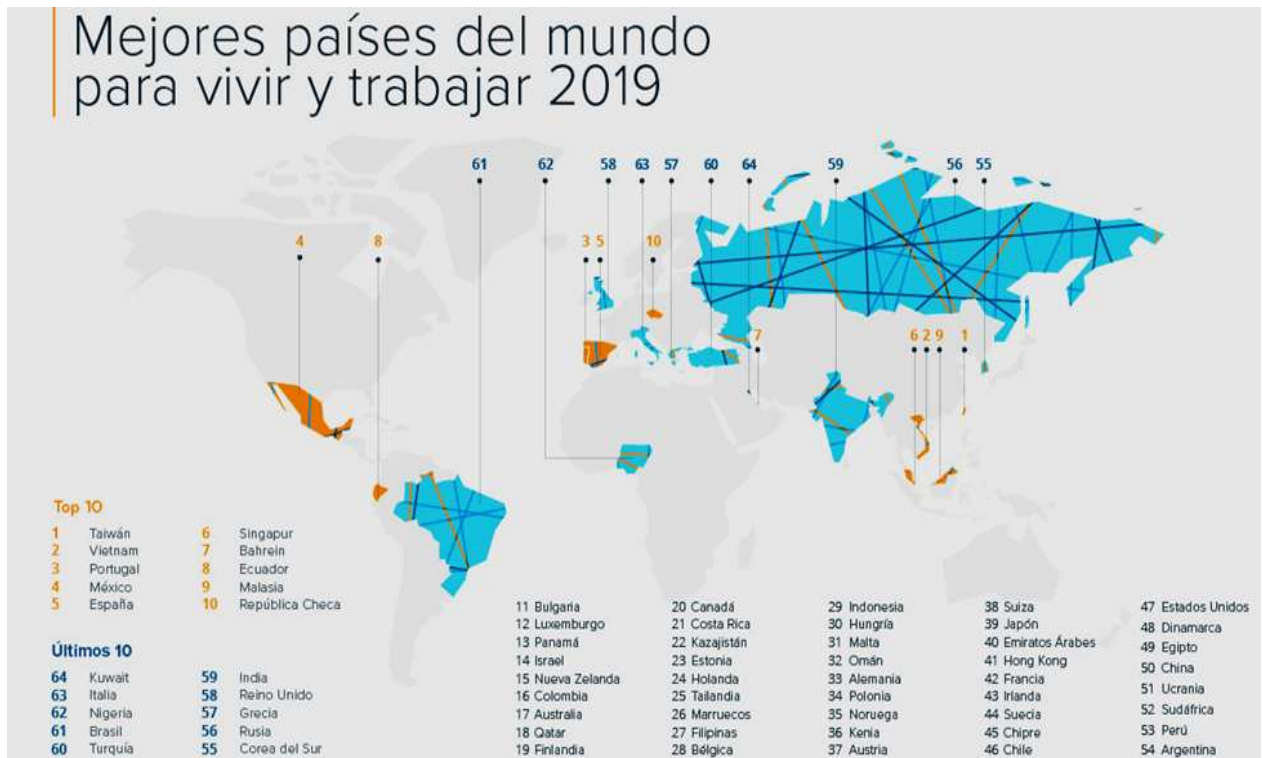 Mejores países del mundo
para vivir y trabajar 2019
61 62 58 63 57 60 64 59 56 55
4 8 3 5 10
7 6 2 9 1
Top 10
1 Taiwán 6 Singapur
2 Vietnam 7 Bahrein
3 Portugal 8 Ecuador
4 México 9 Malasia
5 España 10 República Checa
Últimos 10
64 Kuwait 59 India
63 Italia 58 Reino Unido
62 Nigeria 57 Grecia
61 Brasil 56 Rusia
60 Turquía 55 Corea del Sur
11 Bulgaria
12 Luxemburgo
13 Panamá
14 Israel
15 Nueva Zelanda
16 Colombia
17 Australia
18 Qatar
19 Finlandia
20 Canadá
21 Costa Rica
22 Kazajistán
23 Estonia
24 Holanda
25 Tailandia
26 Marruecos
27 Filipinas
28 Bélgica
29 Indonesia
30 Hungría
31 Malta
32 Omán
33 Alemania
34 Polonia
35 Noruega
36 Kenia
37 Austria
38 Suiza
39 Japón
40 Emiratos Árabes
41 Hong Kong
42 Francia
43 Irlanda
44 Suecia
45 Chipre
46 Chile
47 Estados Unidos
48 Dinamarca
49 Egipto
50 China
51 Ucrania
52 Sudáfrica
53 Perú
54 Argentina